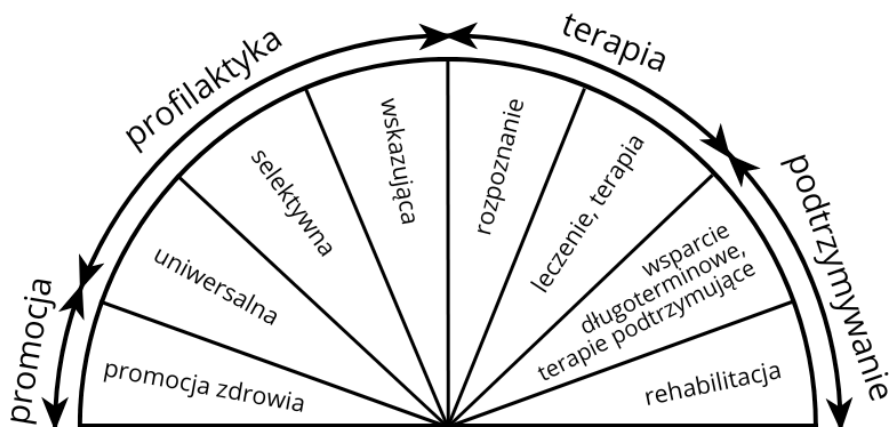 promocja
profilaktyka
terapia
podtrzymywanie
promocja zdrowia
uniwersalna
selektywna
wskazująca
rozpoznanie
leczenie, terapia
wsparcie
długoterminowe,
terapie podtrzymujące
rehabilitacja